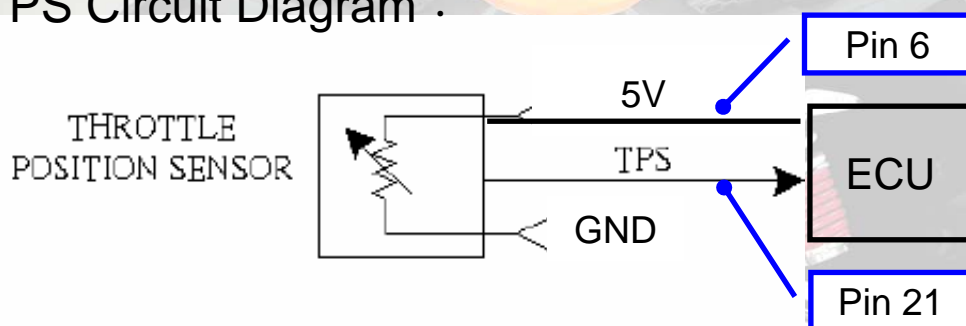 PS Circuit Diagram：
Pin 6
5V
THROTTLE
POSITION SENSOR
TPS
ECU
GND
Pin 21